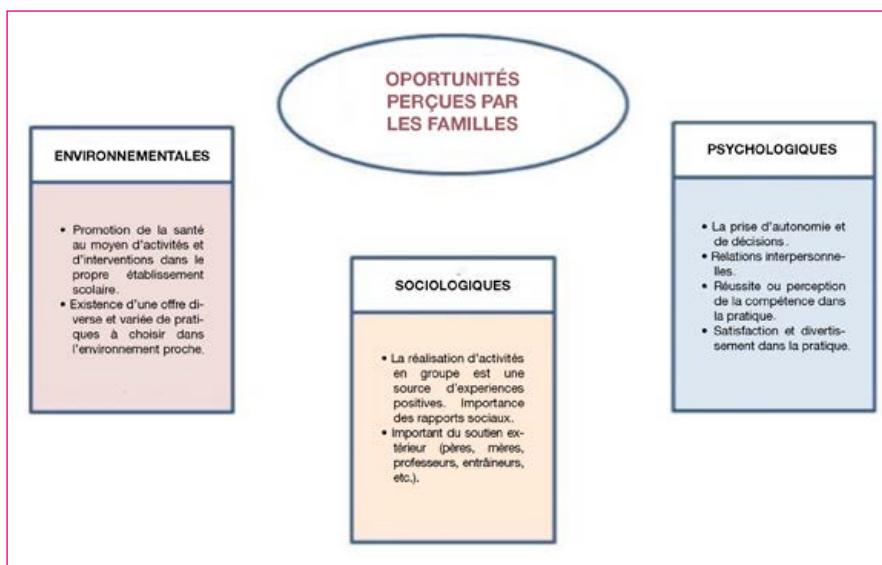 OPORTUNITÉS
PERÇUES PAR
LES FAMILLES
ENVIRONNEMENTALES
• Promotion de la santé
au moyen d'activités et
d'interventions dans le
propre établissement
scolaire.
• Existence d'une offre di-
verse et variée de prati-
ques à choisir dans
l'environnement proche.
SOCIOLOGIQUES
• La réalisation d'activités
en groupe est une
source d'experiences
positives. Importance
des rapports sociaux.
• Important du soutien ex-
térieur (pères, mères,
professeurs, entrâineurs,
etc.).
PSYCHOLOGIQUES
• La prise d'autonomie et
de décisions.
• Relations interpersonne-
lles.
• Réussite ou perception
de la compétence dans
la pratique.
• Satisfaction et divertis-
sement dans la pratique.